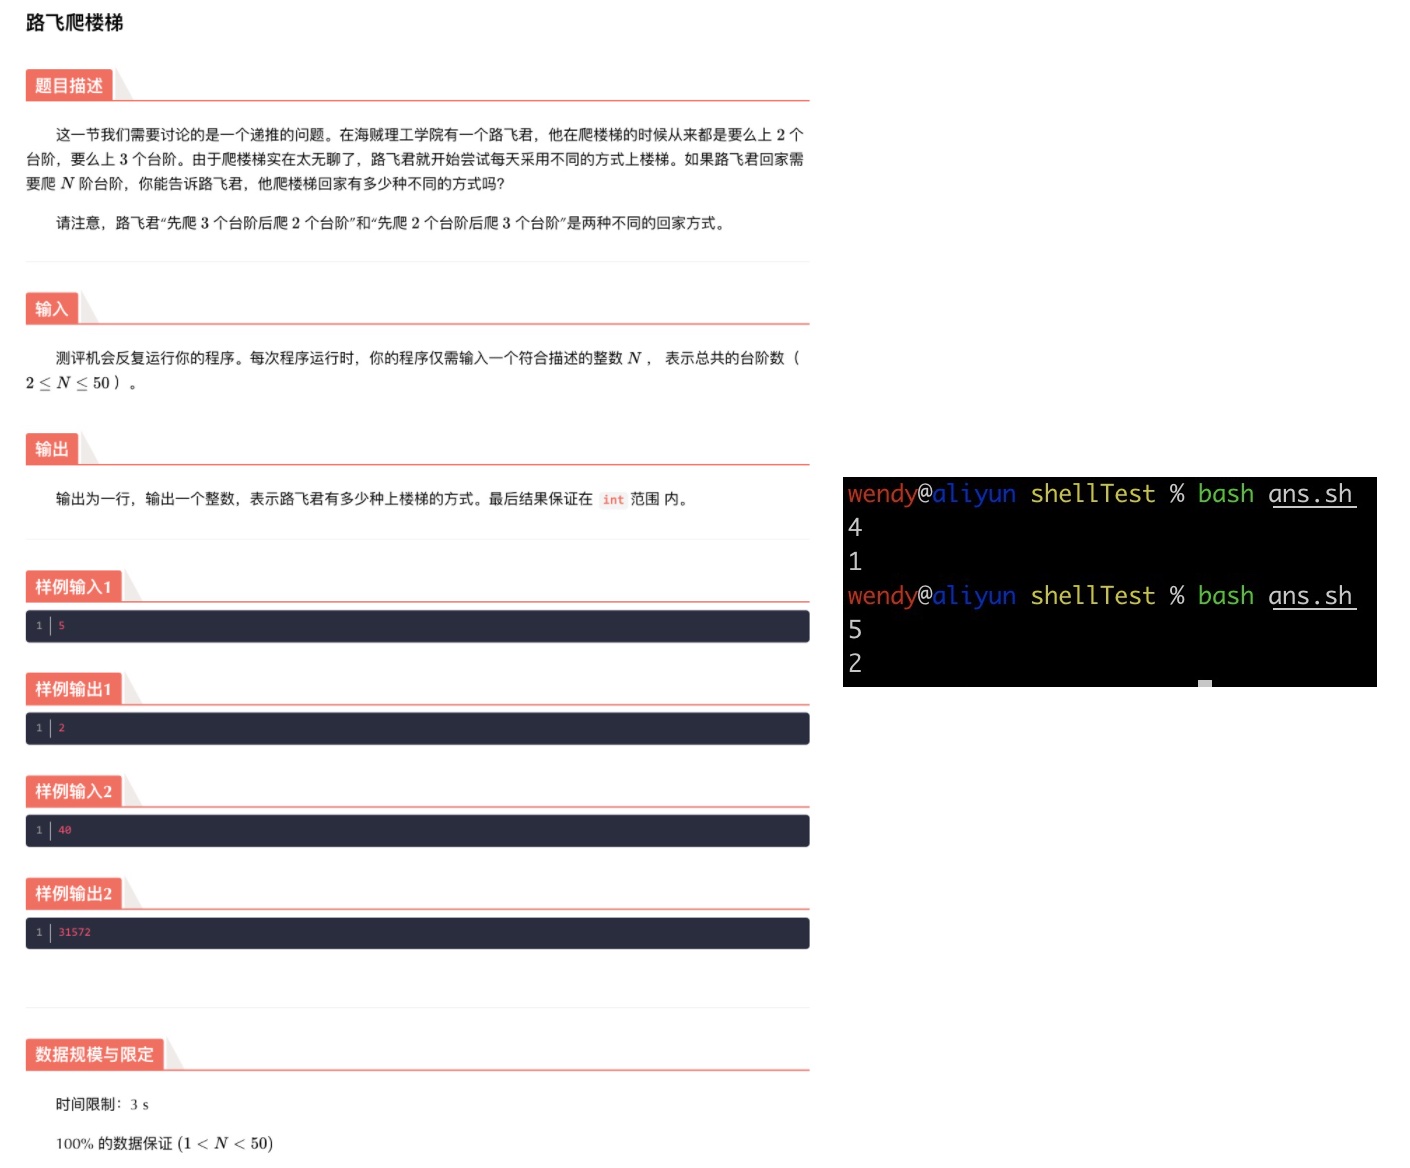 路飞爬楼梯
题目描述
这一节我们需要讨论的是一个递推的问题。在海贼理工学院有一个路飞君，他在爬楼梯的时候从来都是要么上 2 个
台阶，要么上 3 个台阶。由于爬楼梯实在太无聊了，路飞君就开始尝试每天采用不同的方式上楼梯。如果路飞君回家需
要爬 N 阶台阶，你能告诉路飞君，他爬楼梯回家有多少种不同的方式吗?
请注意，路飞君“先爬 3 个台阶后爬 2 个台阶”和“先爬 2 个台阶后爬 3 个台阶”是两种不同的回家方式。
输入
测评机会反复运行你的程序。每次程序运行时，你的程序仅需输入一个符合描述的整数 N ， 表示总共的台阶数（
2 ≤ N ≤ 50 ）。
输出
输出为一行，输出一个整数，表示路飞君有多少种上楼梯的方式。最后结果保证在 int 范围 内。
样例输入1
1 5
样例输出1
1 2
样例输入2
1 40
样例输出2
1 31572
数据规模与限定
时间限制：3 s
100% 的数据保证 (1 < N < 50)
wendy@aliyun shellTest % bash ans.sh
4
1
wendy@aliyun shellTest % bash ans.sh
5
2